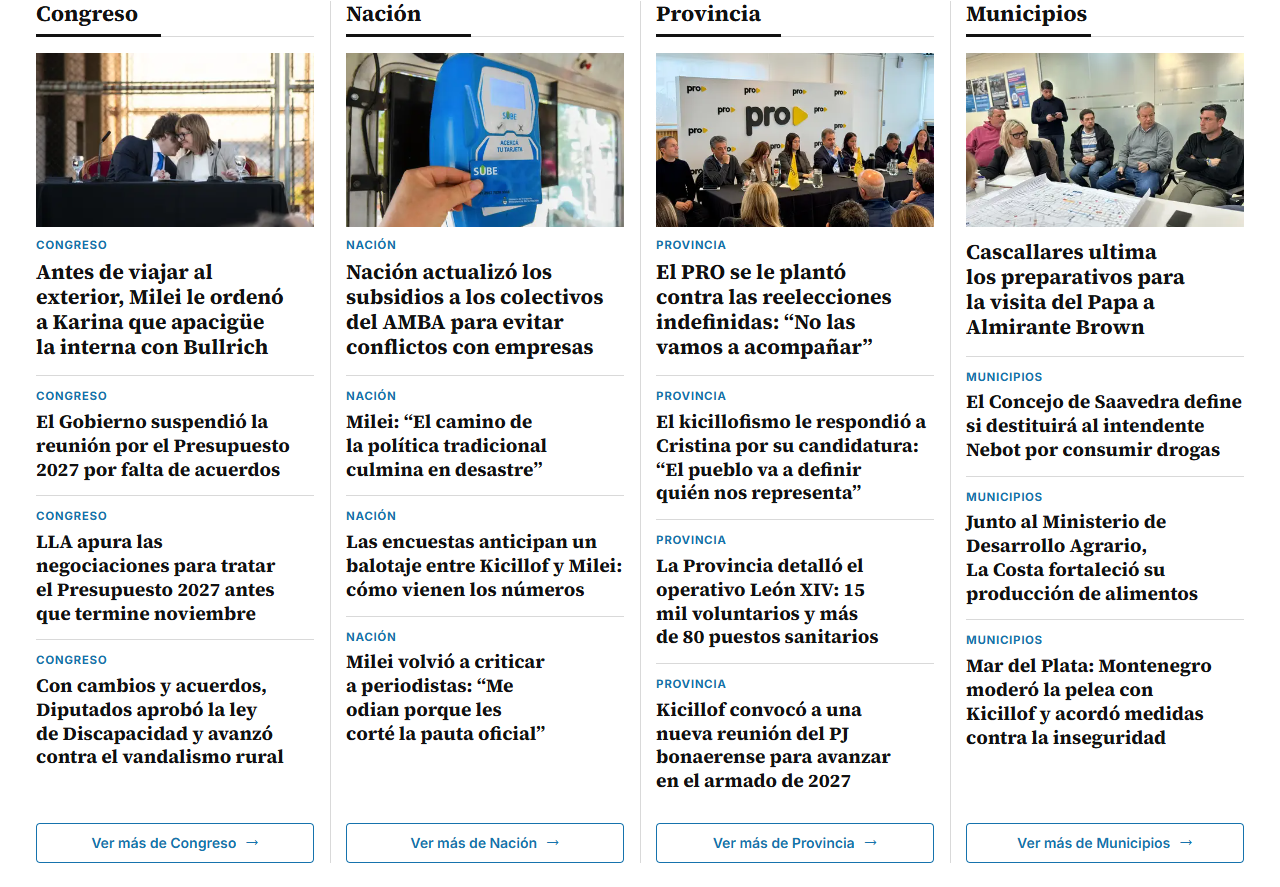 Congreso
CONGRESO
Antes de viajar al
exterior, Milei le ordenó
a Karina que apacigüe
la interna con Bullrich
CONGRESO
El Gobierno suspendió la
reunión por el Presupuesto
2027 por falta de acuerdos
CONGRESO
LLA apura las
negociaciones para tratar
el Presupuesto 2027 antes
que termine noviembre
CONGRESO
Con cambios y acuerdos,
Diputados aprobó la ley
de Discapacidad y avanzó
contra el vandalismo rural
Ver más de Congreso →
Nación
SUBE
ACERCÁ
TU TARJETA
SUBE
NACIÓN
Nación actualizó los
subsidios a los colectivos
del AMBA para evitar
conflictos con empresas
NACIÓN
Milei: “El camino de
la política tradicional
culmina en desastre”
NACIÓN
Las encuestas anticipan un
balotaje entre Kicillof y Milei:
cómo vienen los números
NACIÓN
Milei volvió a criticar
a periodistas: “Me
odian porque les
corté la pauta oficial”
Ver más de Nación →
Provincia
pro
pro
pro
pro
pro
pro
pro
PROVINCIA
El PRO se le plantó
contra las reelecciones
indefinidas: “No las
vamos a acompañar”
PROVINCIA
El kicillofismo le respondió a
Cristina por su candidatura:
“El pueblo va a definir
quién nos representa”
PROVINCIA
La Provincia detalló el
operativo León XIV: 15
mil voluntarios y más
de 80 puestos sanitarios
PROVINCIA
Kicillof convocó a una
nueva reunión del PJ
bonaerense para avanzar
en el armado de 2027
Ver más de Provincia →
Municipios
Cascallares ultima
los preparativos para
la visita del Papa a
Almirante Brown
MUNICIPIOS
El Concejo de Saavedra define
si destituirá al intendente
Nebot por consumir drogas
MUNICIPIOS
Junto al Ministerio de
Desarrollo Agrario,
La Costa fortaleció su
producción de alimentos
MUNICIPIOS
Mar del Plata: Montenegro
moderó la pelea con
Kicillof y acordó medidas
contra la inseguridad
Ver más de Municipios →